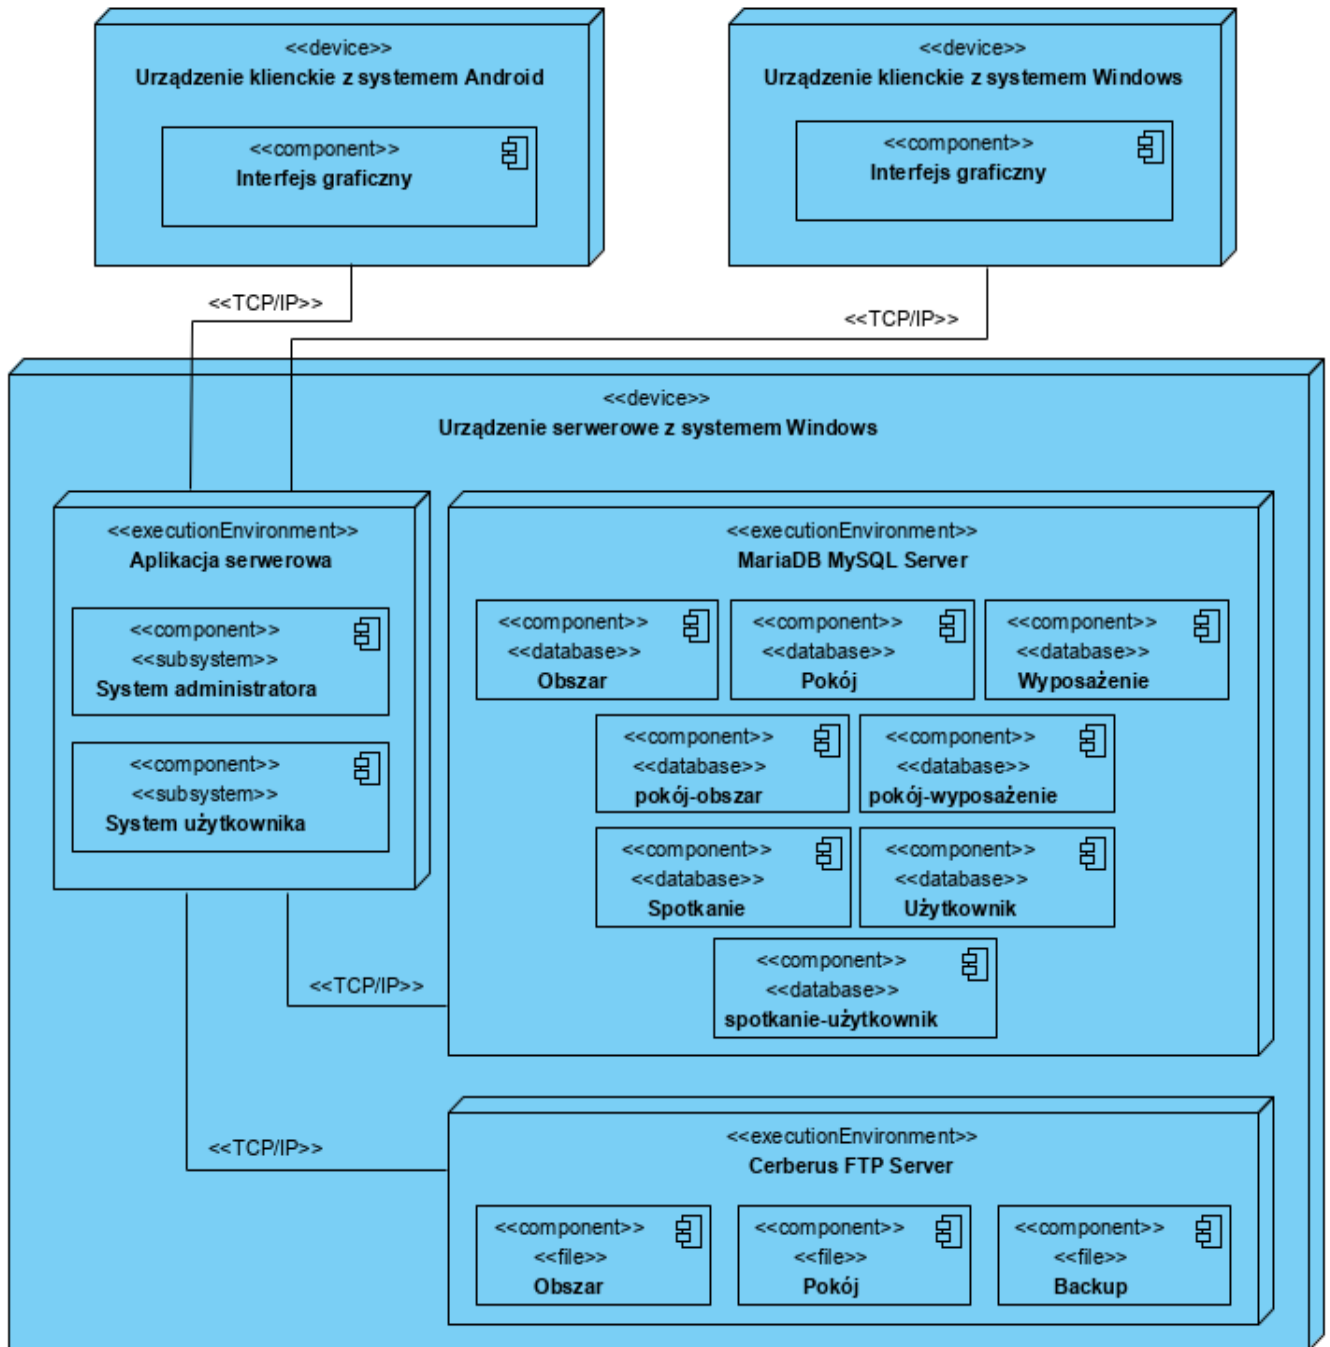 <<device>>
Urządzenie klienckie z systemem Android
<<component>>
Interfejs graficzny
<<device>>
Urządzenie klienckie z systemem Windows
<<component>>
Interfejs graficzny
<<TCP/IP>>
<<TCP/IP>>
<<device>>
Urządzenie serwerowe z systemem Windows
<<executionEnvironment>>
Aplikacja serwerowa
<<component>>
<<subsystem>>
System administratora
<<component>>
<<subsystem>>
System użytkownika
<<executionEnvironment>>
MariaDB MySQL Server
<<component>>
<<database>>
Obszar
<<component>>
<<database>>
Pokój
<<component>>
<<database>>
Wyposażenie
<<component>>
<<database>>
pokój-obszar
<<component>>
<<database>>
pokój-wyposażenie
<<component>>
<<database>>
Spotkanie
<<component>>
<<database>>
Użytkownik
<<component>>
<<database>>
spotkanie-użytkownik
<<TCP/IP>>
<<TCP/IP>>
<<executionEnvironment>>
Cerberus FTP Server
<<component>>
<<file>>
Obszar
<<component>>
<<file>>
Pokój
<<component>>
<<file>>
Backup